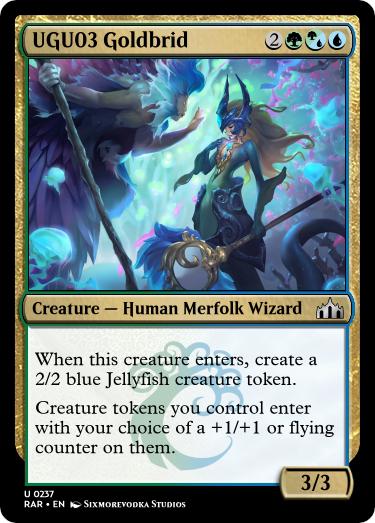 UGU03 Goldbrid
2
Creature — Human Merfolk Wizard
When this creature enters, create a
2/2 blue Jellyfish creature token.
Creature tokens you control enter
with your choice of a +1/+1 or flying
counter on them.
3/3
U 0237
RAR • EN Sixmorevodka Studios